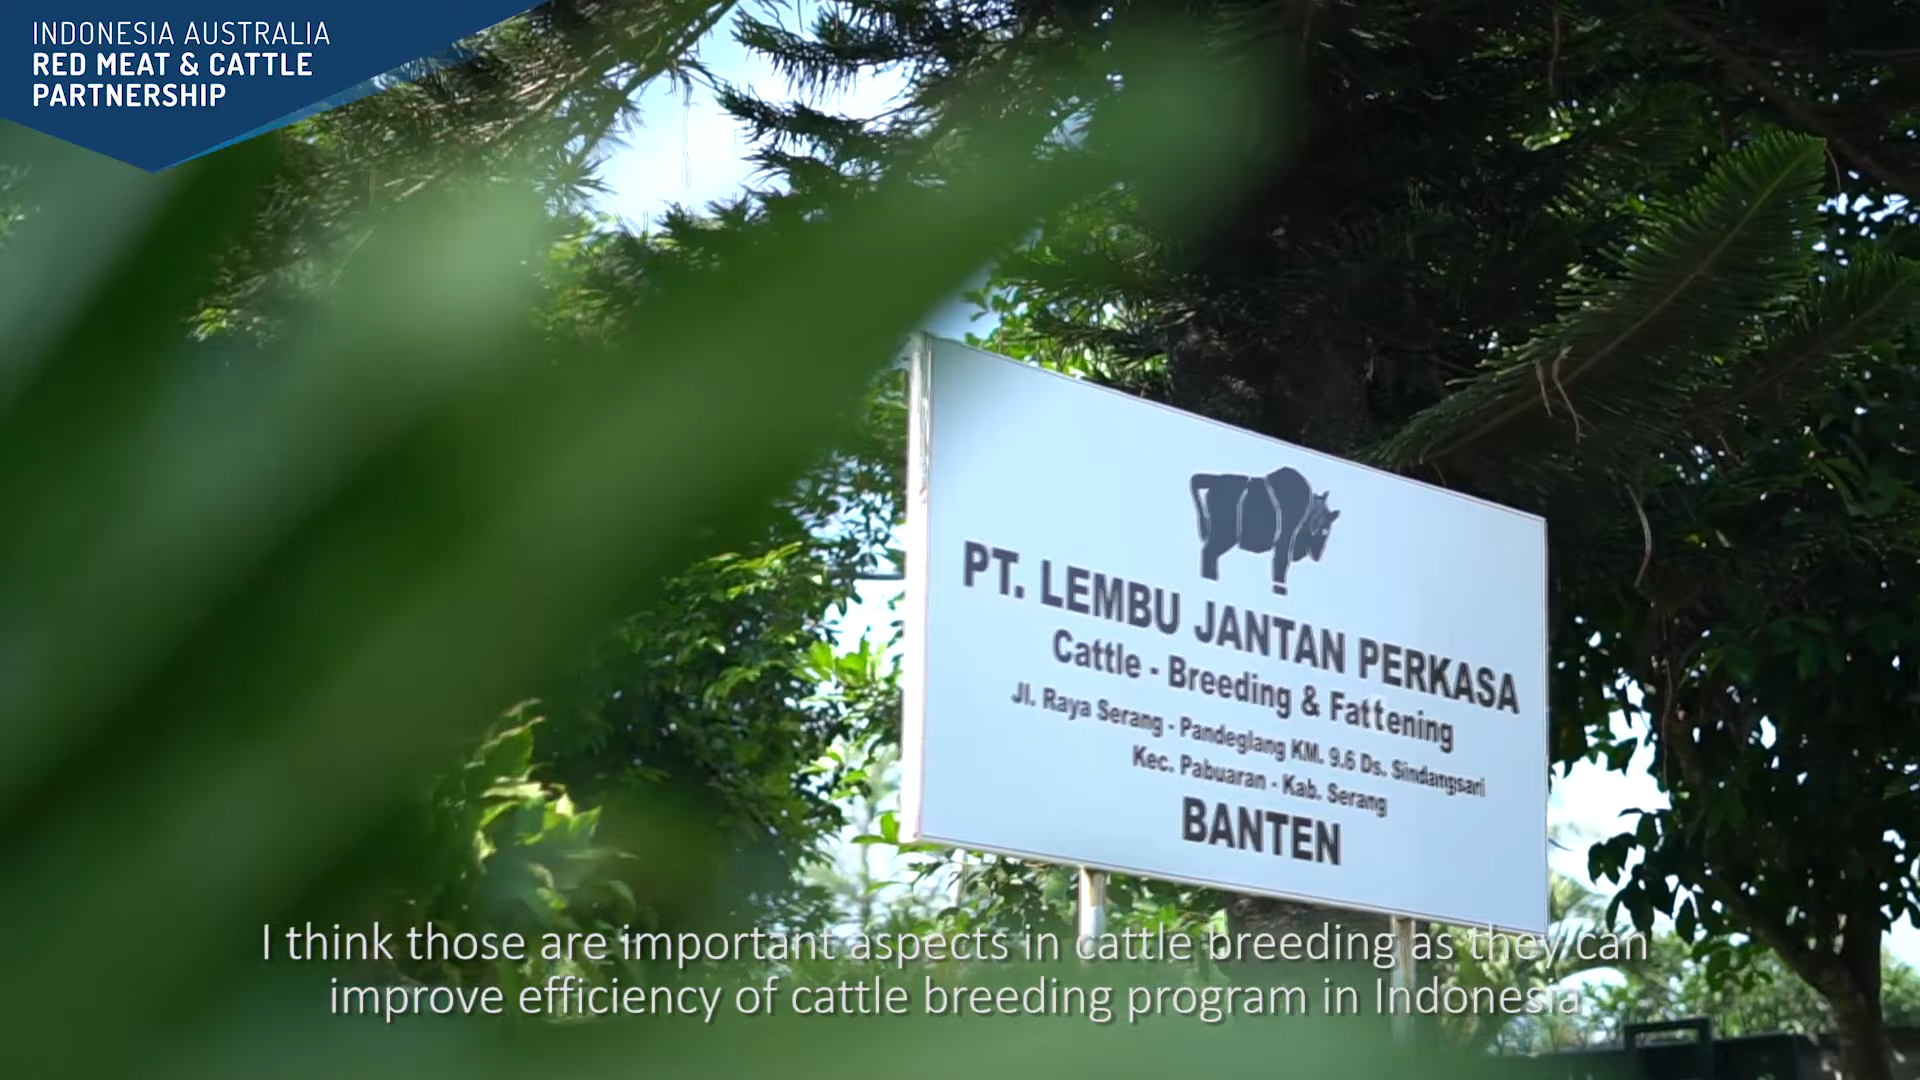 INDONESIA AUSTRALIA
RED MEAT & CATTLE
PARTNERSHIP
PT. LEMBU JANTAN PERKASA
Cattle - Breeding & Fattening
Jl. Raya Serang - Pandeglang KM. 9.6 Ds. Sindangsari
Kec. Pabuaran - Kab. Serang
BANTEN
I think those are important aspects in cattle breeding as they can
improve efficiency of cattle breeding program in Indonesia